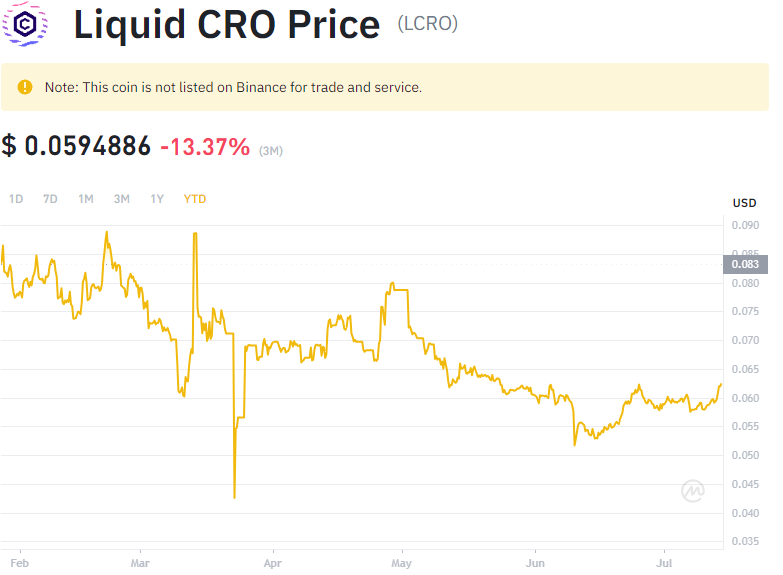 Liquid CRO Price (LCRO)
Note: This coin is not listed on Binance for trade and service.
$ 0.0594886 -13.37% (3M)
1D 7D 1M 3M 1Y YTD
USD
0.090
0.085
0.083
0.080
0.075
0.070
0.065
0.060
0.055
0.050
0.045
0.040
0.035
Feb Mar Apr May Jun Jul